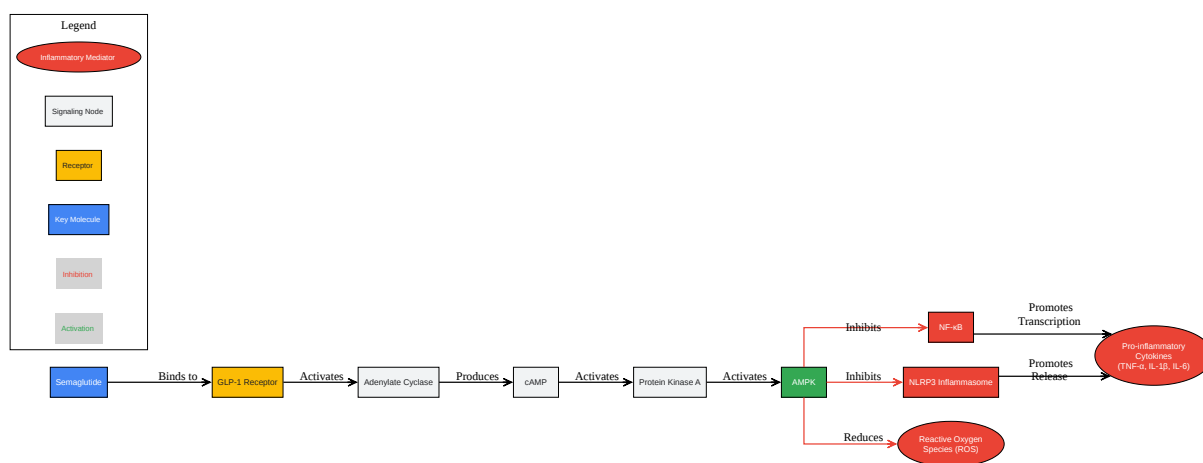 Legend
Inflammatory Mediator
Signaling Node
Receptor
Key Molecule
Inhibition
Activation
Semaglutide
Binds to
GLP-1 Receptor
Activates
Adenylate Cyclase
Produces
cAMP
Activates
Protein Kinase A
Activates
AMPK
Inhibits
NF-κB
Promotes
Transcription
Inhibits
NLRP3 Inflammasome
Promotes
Release
Pro-inflammatory
Cytokines
(TNF-α, IL-1β, IL-6)
Reduces
Reactive Oxygen
Species (ROS)